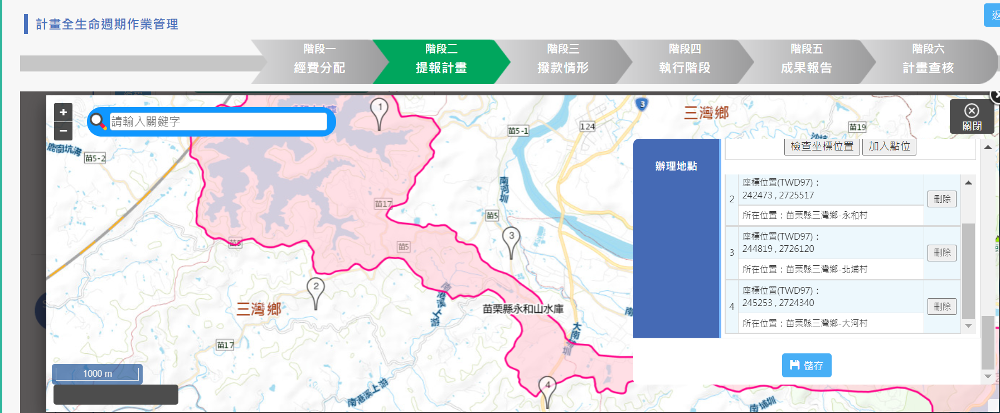 返
計畫全生命週期作業管理
階段一
經費分配
階段二
提報計畫
階段三
撥款情形
階段四
執行階段
階段五
成果報告
階段六
計畫查核
+
−
請輸入關鍵字
1
3
三灣鄉
關閉
苗5-1
124
苗19
鹿廚坑溝
苗5-2
檢查坐標位置
加入點位
辦理地點
南河圳
苗17
苗5
2
座標位置(TWD97)：
242473 , 2725517
刪除
所在位置：苗栗縣三灣鄉-永和村
苗5
苗5
3
3
座標位置(TWD97)：
244819 , 2726120
刪除
所在位置：苗栗縣三灣鄉-北埔村
2
南港溪上游
三灣鄉
苗栗縣永和山水庫
4
座標位置(TWD97)：
245253 , 2724340
刪除
所在位置：苗栗縣三灣鄉-大河村
苗17
儲存
1000 m
4
南港溪上游
南埔圳